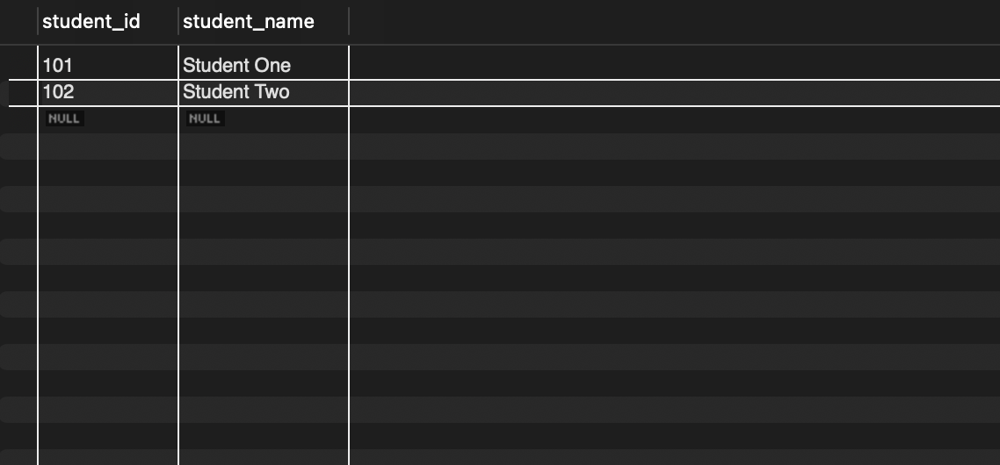 student_id student_name
101 Student One
102 Student Two
NULL NULL